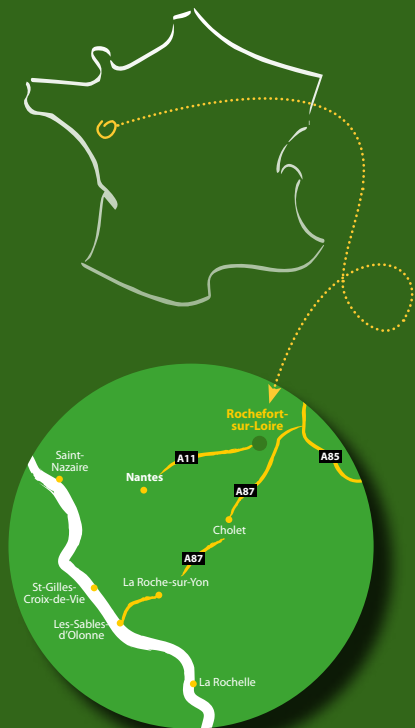 Rochefort-
sur-Loire
A11
A85
Saint-
Nazaire
Nantes
A87
Cholet
A87
La Roche-sur-Yon
St-Gilles-
Croix-de-Vie
Les-Sables-
d'Olonne
La Rochelle